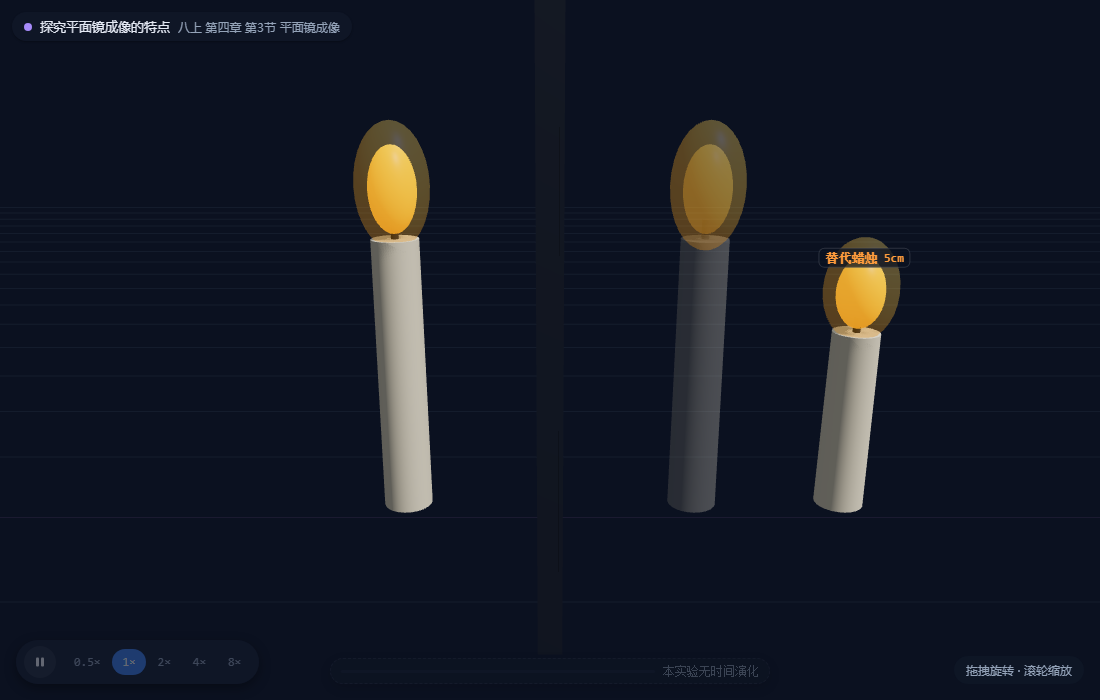 探究平面镜成像的特点 八上 第四章 第3节 平面镜成像
替代蜡烛 5cm
0.5× 1× 2× 4× 8×
本实验无时间演化
拖拽旋转 · 滚轮缩放